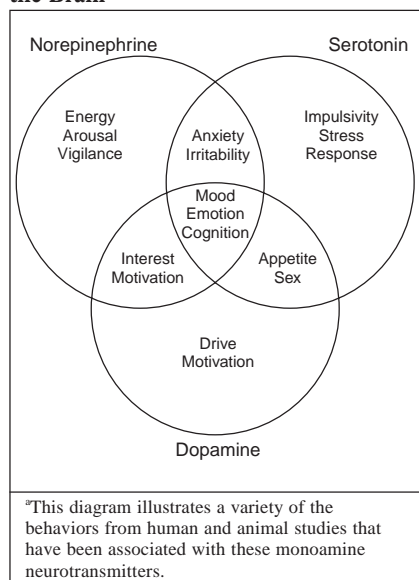 the Brain
Norepinephrine
Serotonin
Energy
Arousal
Vigilance
Anxiety
Irritability
Impulsivity
Stress
Response
Mood
Emotion
Cognition
Interest
Motivation
Appetite
Sex
Drive
Motivation
Dopamine
aThis diagram illustrates a variety of the
behaviors from human and animal studies that
have been associated with these monoamine
neurotransmitters.